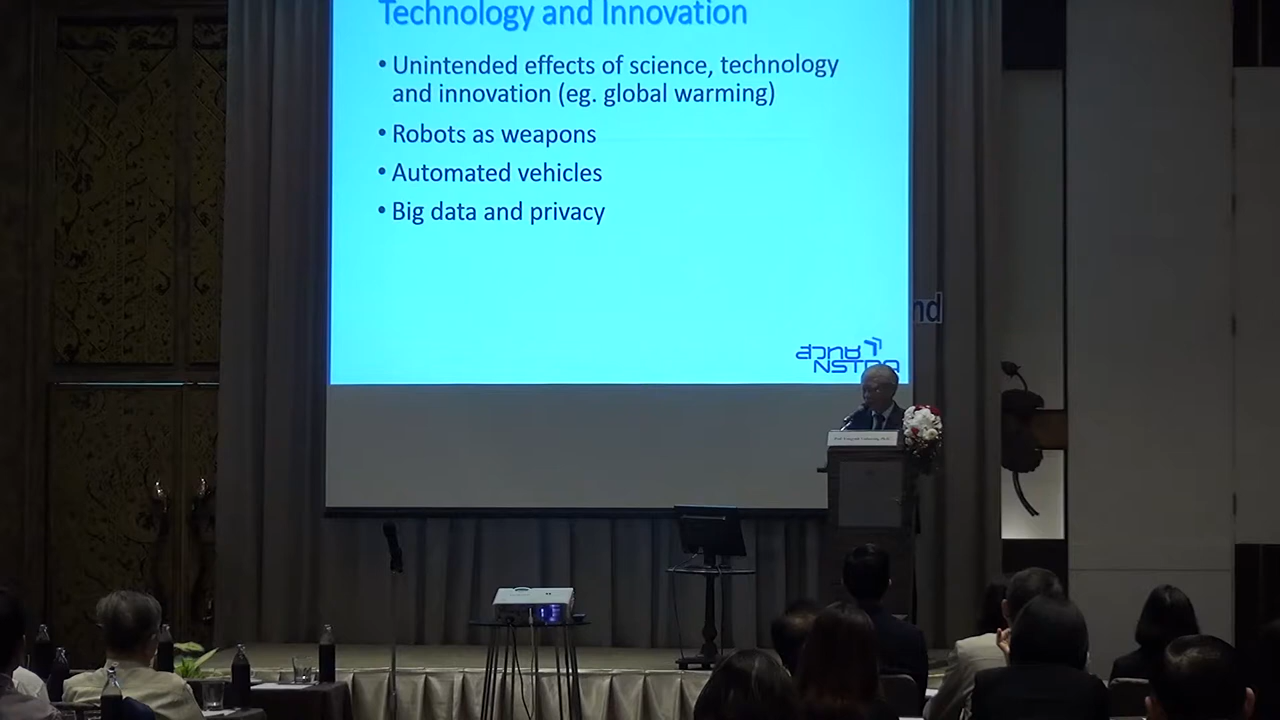 Technology and Innovation
• Unintended effects of science, technology
and innovation (eg. global warming)
• Robots as weapons
• Automated vehicles
• Big data and privacy
nd
สวทช
NSTDA